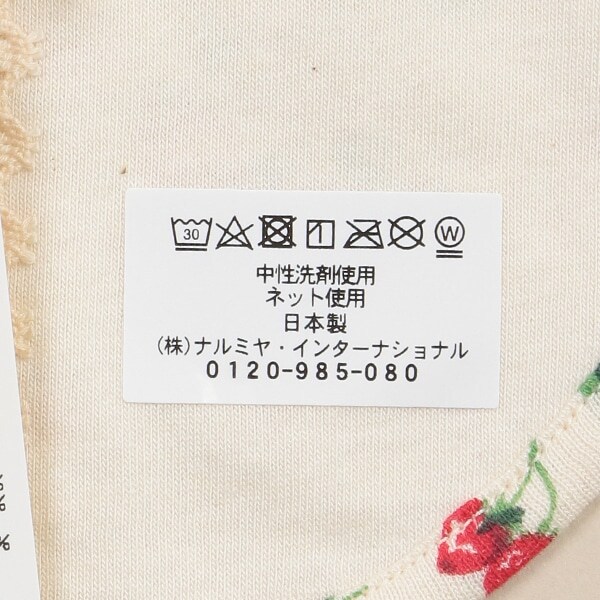 30 W
中性洗剤使用
ネット使用
日本製
(株)ナルミヤ・インターナショナル
0120-985-080
%
%
%